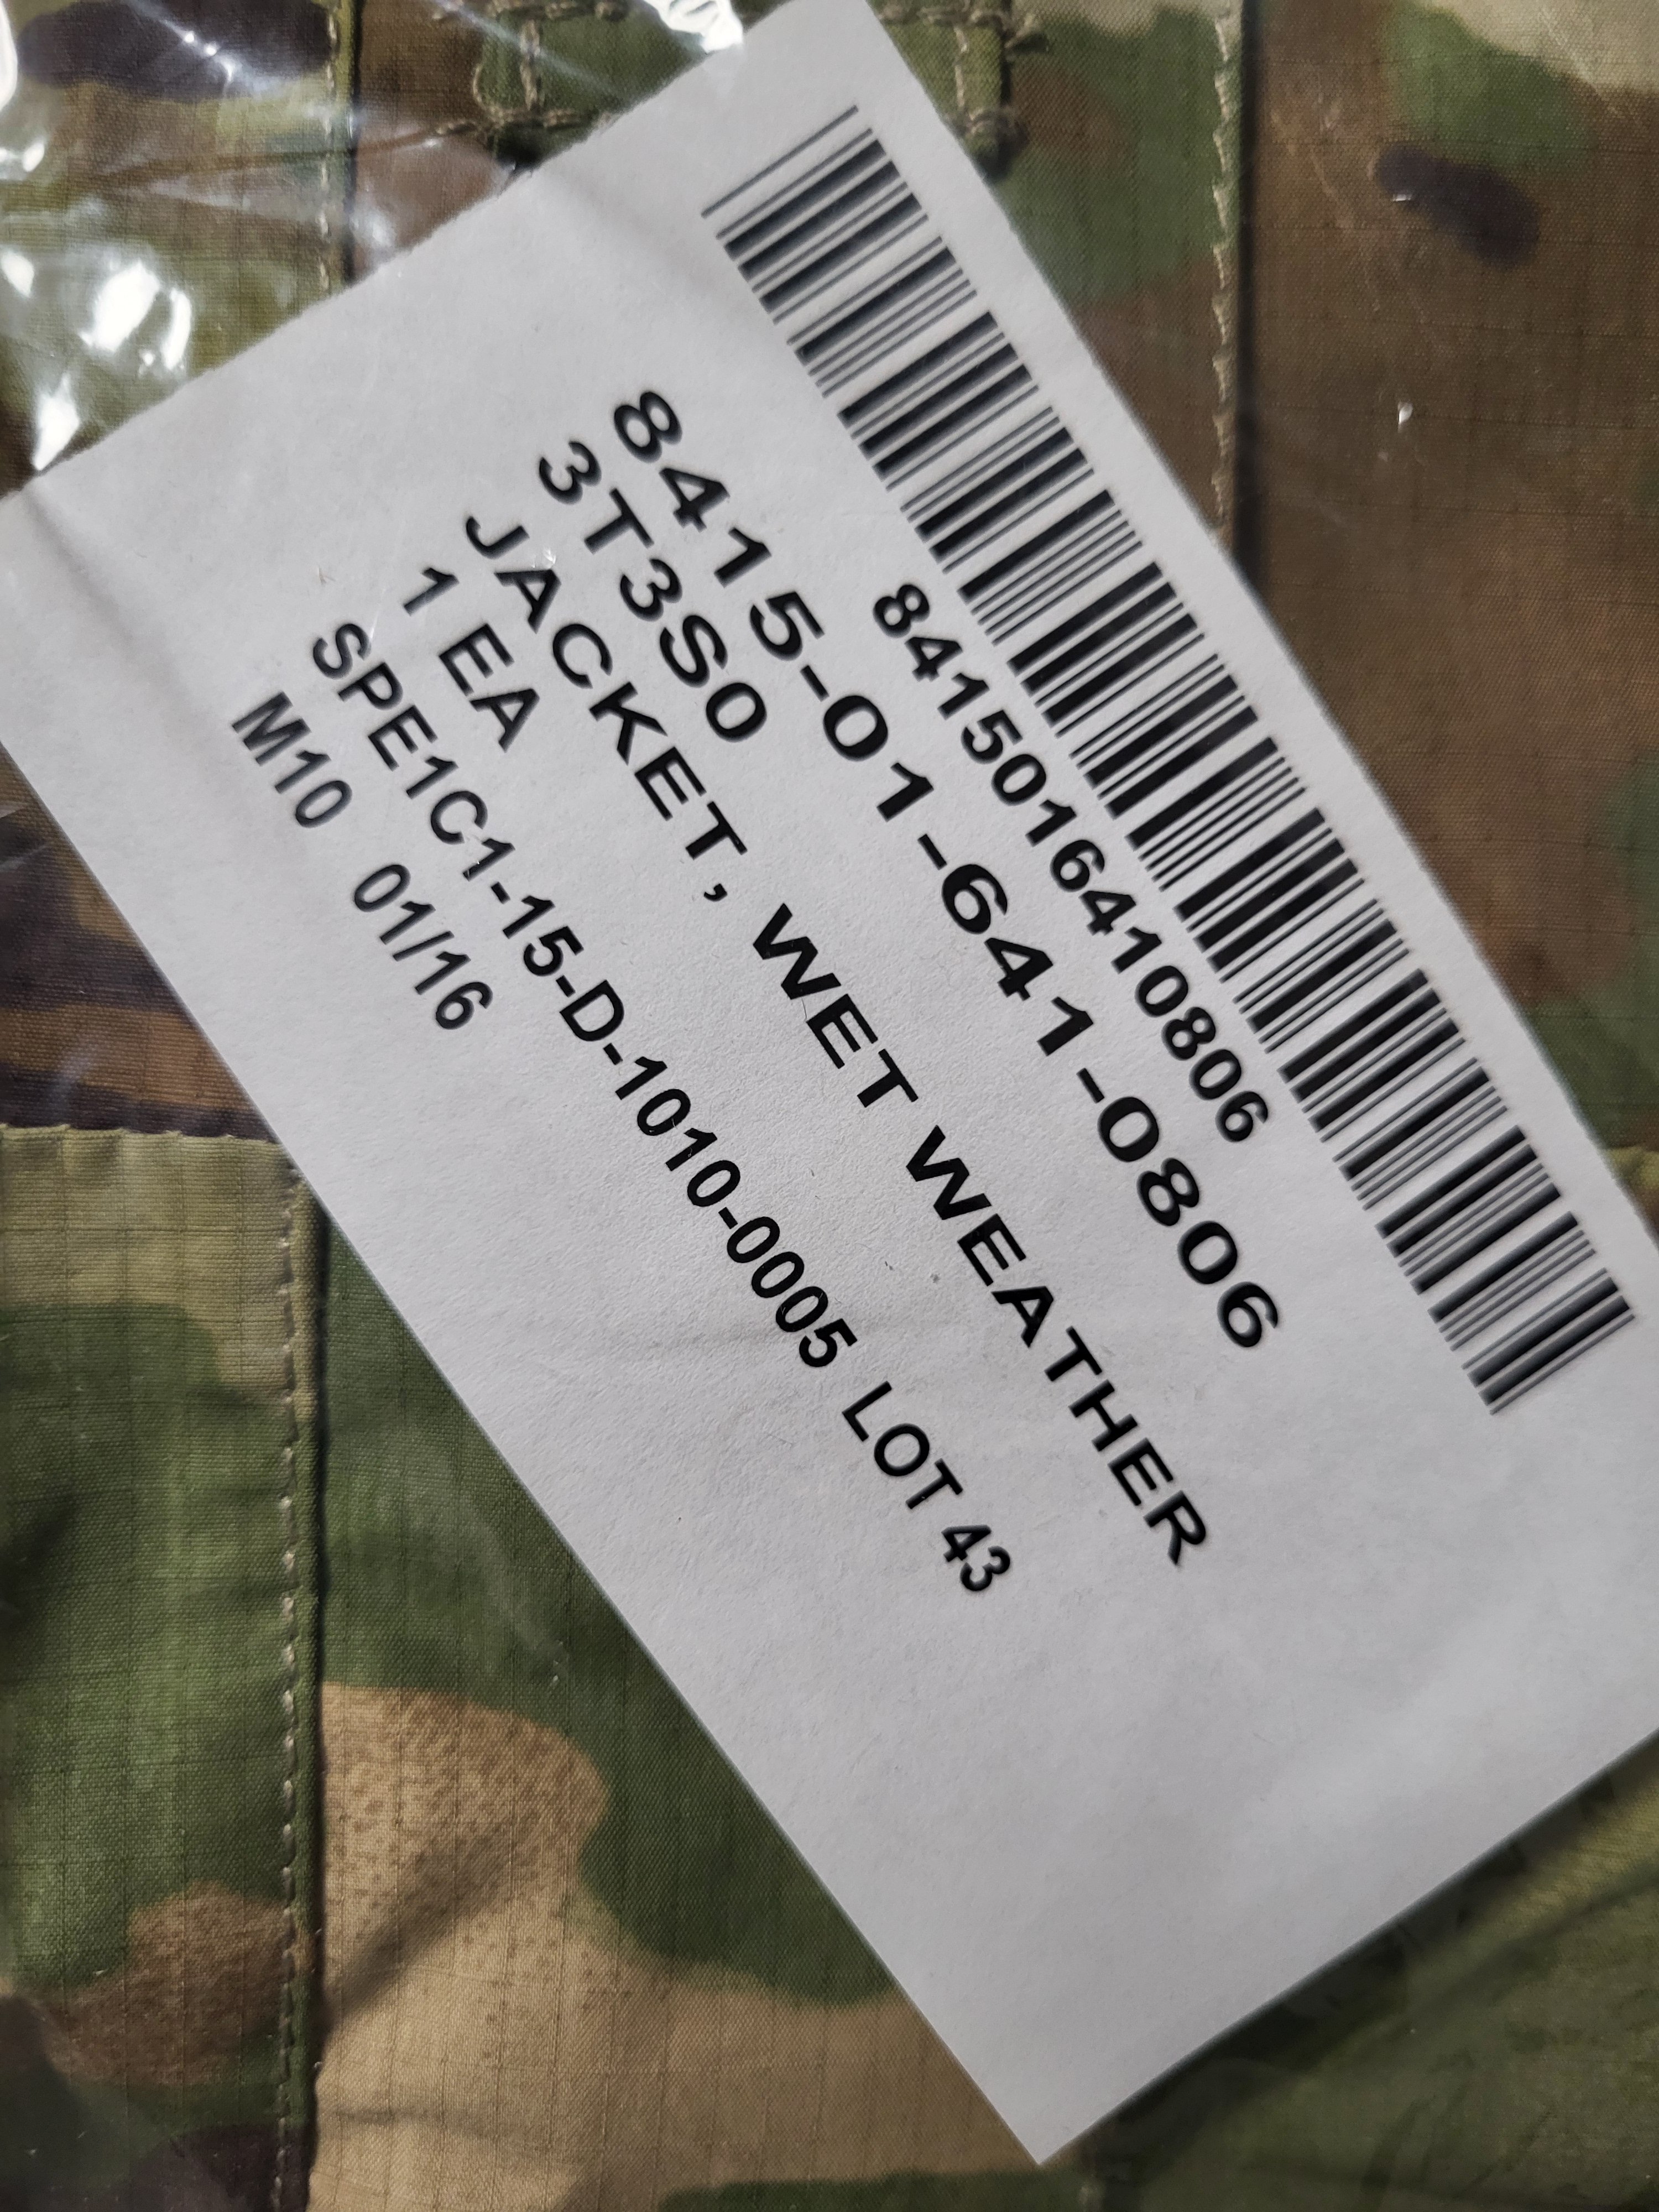 8415016410806
8415-01-641-0806
3T3S0
JACKET, WET WEATHER
1 EA
SPE1C1-15-D-1010-0005 LOT 43
M10 01/16